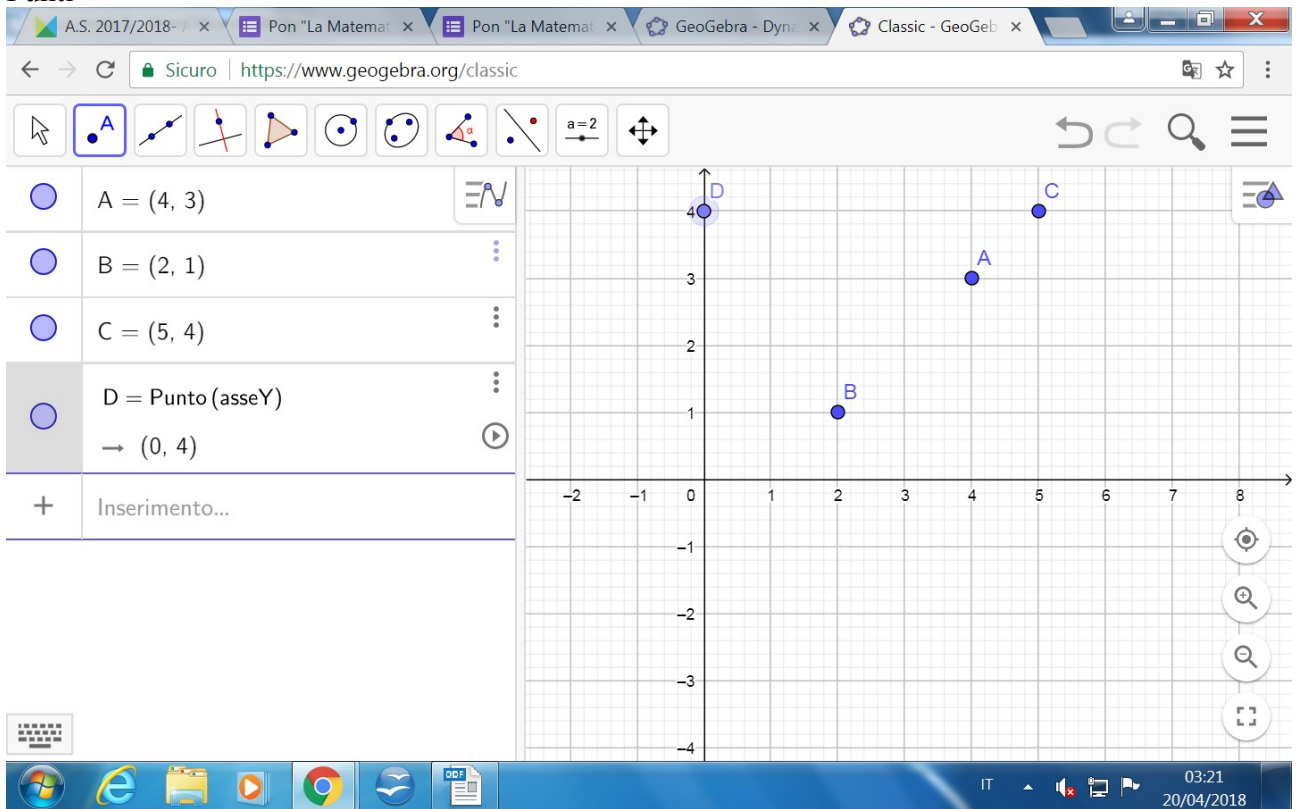 A.S. 2017/2018-
Pon "La Matemat
Pon "La Matemat
GeoGebra - Dyna
Classic - GeoGeb
Sicuro
https://www.geogebra.org/classic
A
a = 2
α
A = (4, 3)
B = (2, 1)
C = (5, 4)
D = Punto (asseY)
→ (0, 4)
+ Inserimento...
D
C
A
B
4
3
2
1
−2 −1 0 1 2 3 4 5 6 7 8
−1
−2
−3
−4
ODF
IT
03:21
20/04/2018